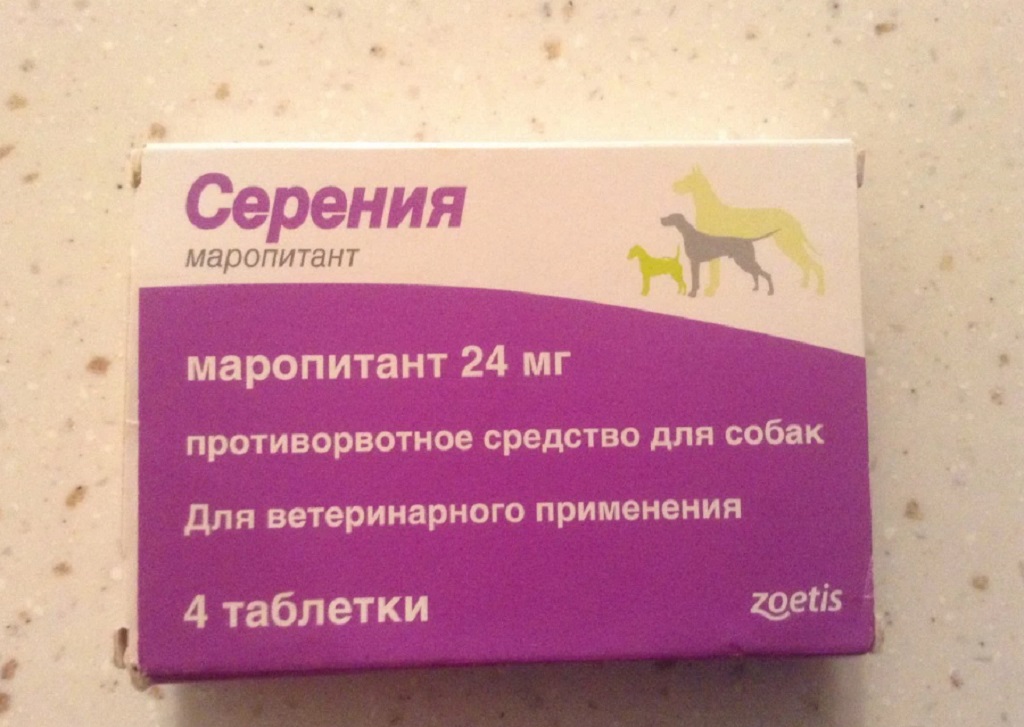 Серения
маропитант
маропитант 24 мг
противорвотное средство для собак
Для ветеринарного применения
4 таблетки
zoetis